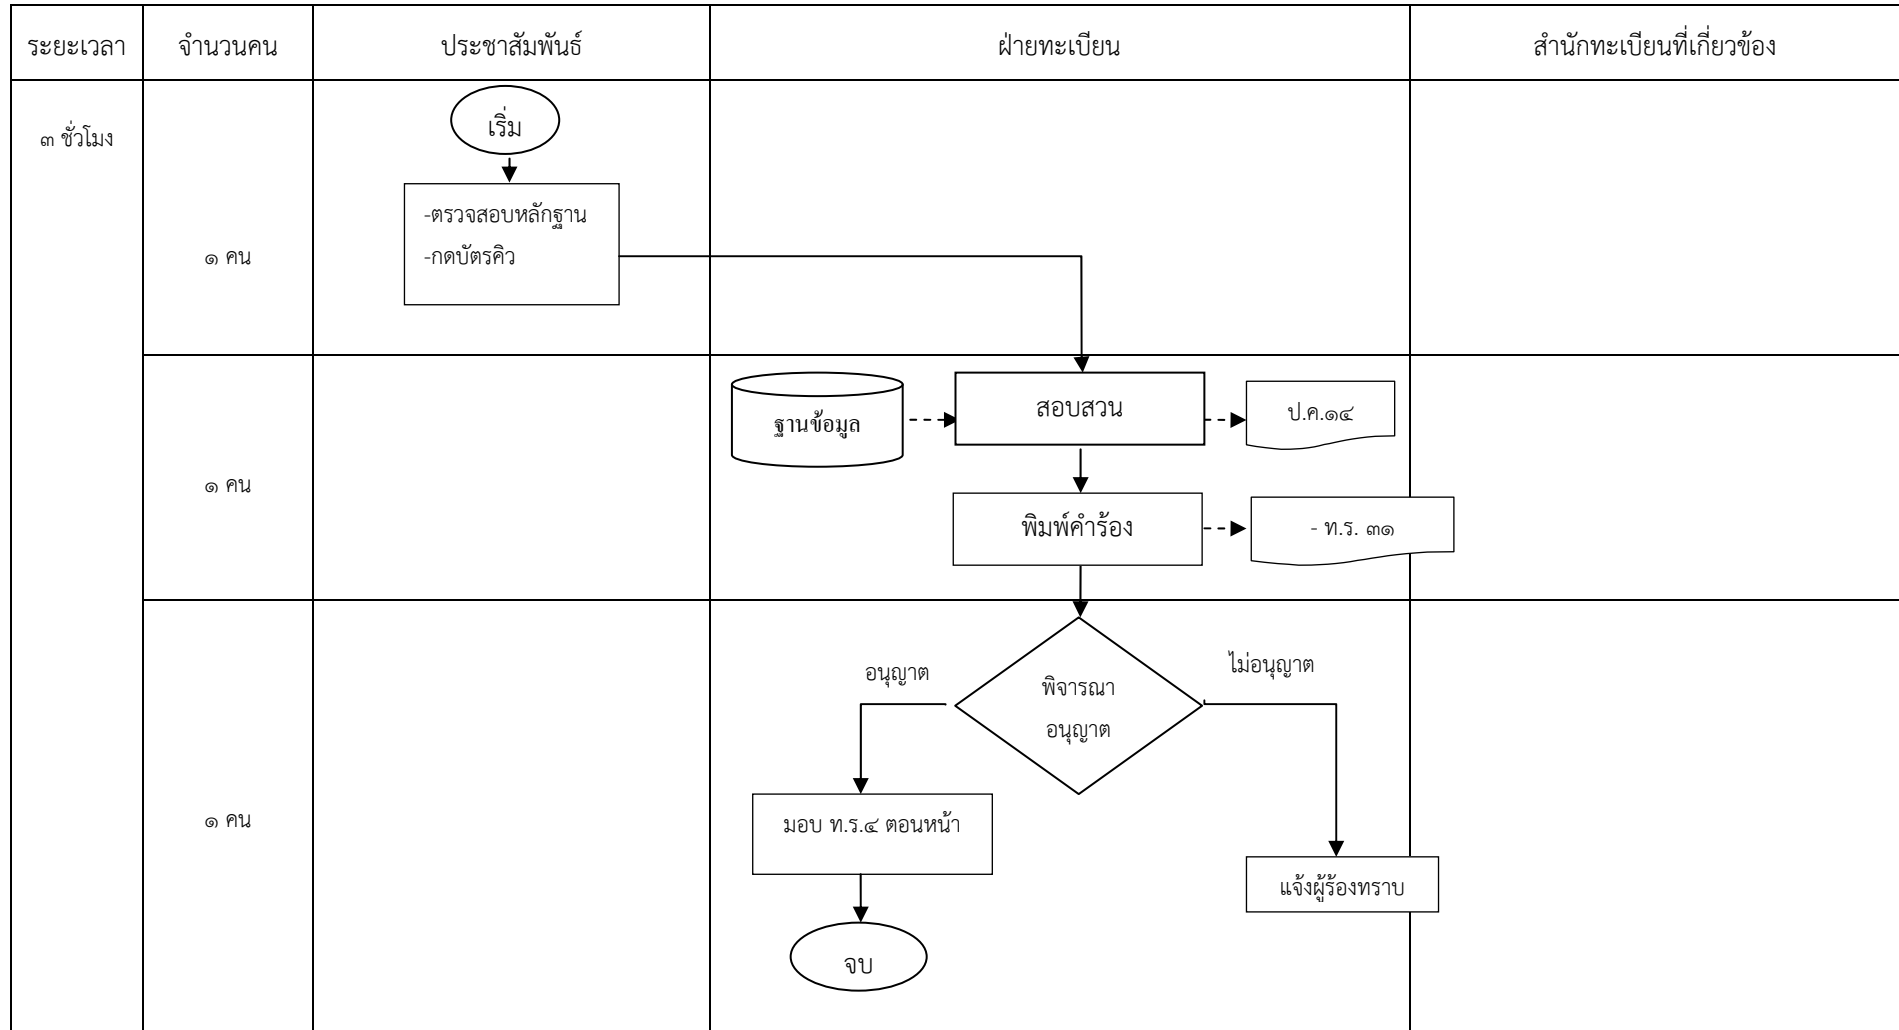 ระยะเวลา
จำนวนคน
ประชาสัมพันธ์
ฝ่ายทะเบียน
สำนักทะเบียนที่เกี่ยวข้อง
๓ ชั่วโมง
เริ่ม
-ตรวจสอบหลักฐาน
-กดบัตรคิว
๑ คน
ฐานข้อมูล
สอบสวน
ป.ค.๑๔
๑ คน
พิมพ์คำร้อง
- ท.ร. ๓๑
อนุญาต
ไม่อนุญาต
พิจารณา
อนุญาต
๑ คน
มอบ ท.ร.๔ ตอนหน้า
แจ้งผู้ร้องทราบ
จบ